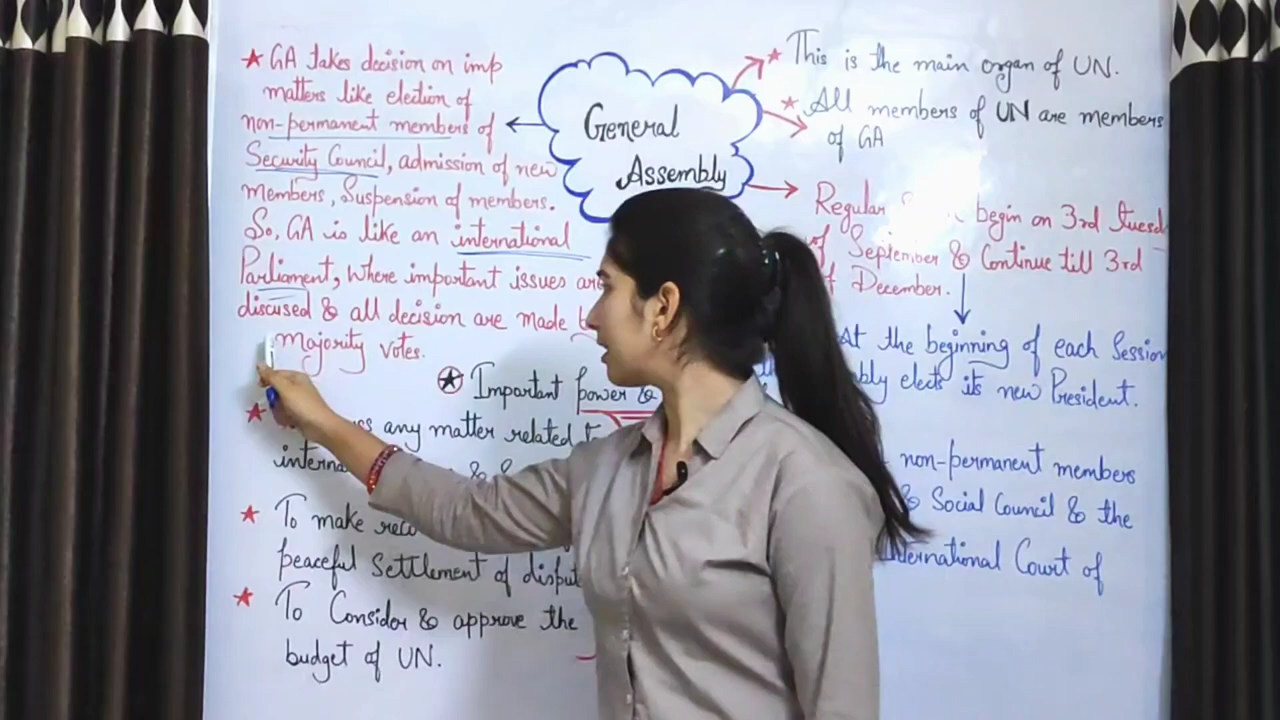 General
Assembly
★ GA takes decision on imp
matters like election of
non-permanent members of
Security Council, admission of new
members, Suspension of members.
So, GA is like an international
Parliament, where important issues are
discused & all decision are made
majority votes.
★ This is the main organ of UN.
★ All members of UN are members
of GA
Regular begin on 3rd
of September & Continue till 3rd
December.
At the beginning of each Session
elects its new President.
Important power &
★ any matter related to
&
★ To make
peaceful Settlement of
★ To Consider & approve the
budget of UN.
non-permanent members
& Social Council & the
International Court of